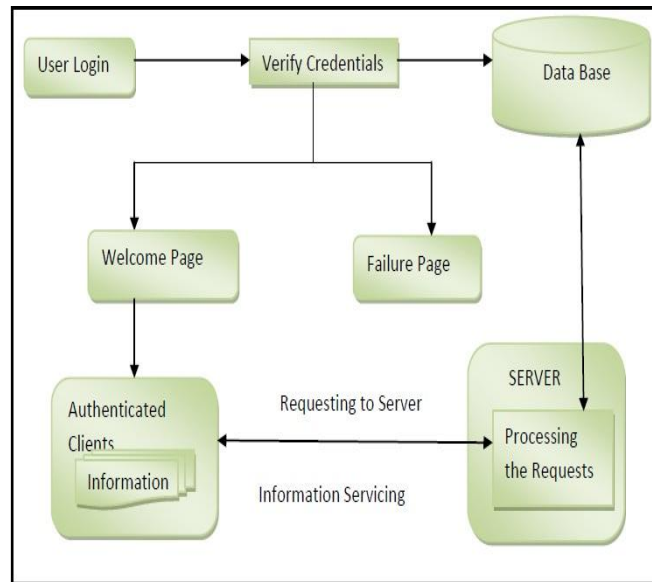 User Login
Verify Credentials
Data Base
Welcome Page
Failure Page
Authenticated
Clients
Information
Requesting to Server
Information Servicing
SERVER
Processing
the Requests